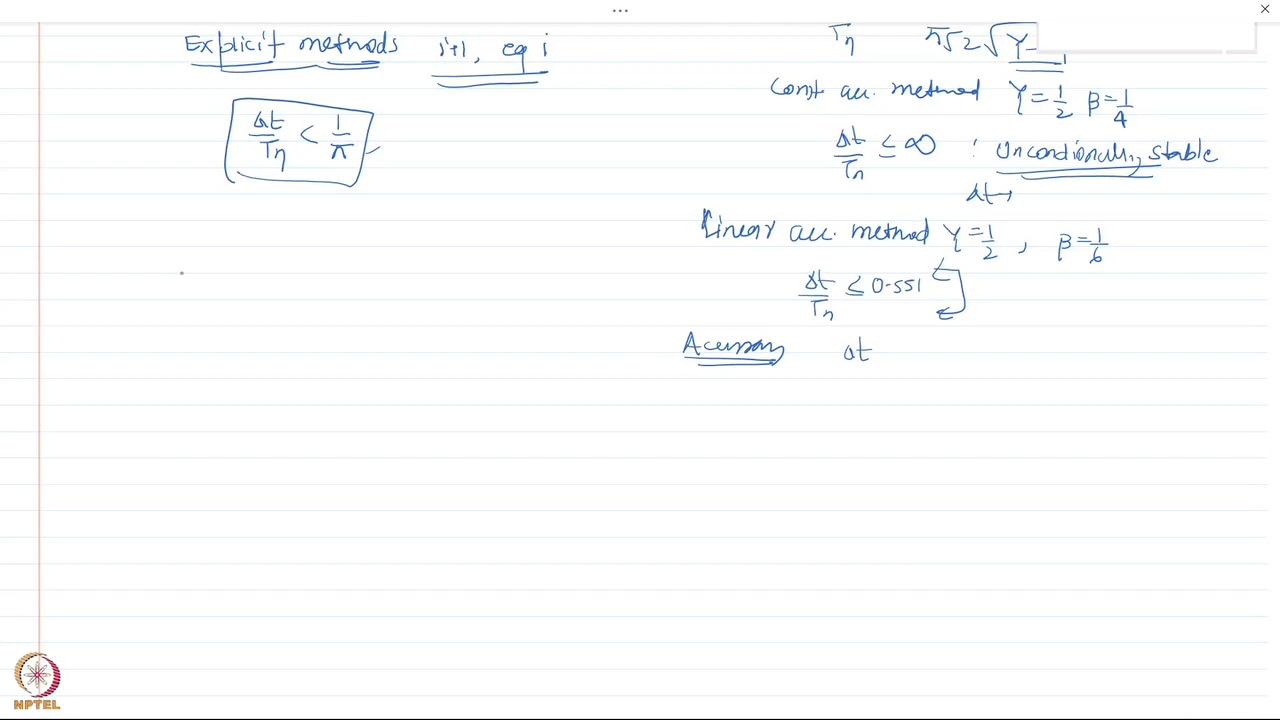 Explicit methods i+1, eq i
Δt/Tn < 1/π
Tn π√2 √γ-
Const acc. method γ=1/2 β=1/4
Δt/Tn ≤ ∞ : Uncondionally stable
Δt→
Linear acc. method γ=1/2, β=1/6
Δt/Tn ≤ 0.551
Accuracy Δt
NPTEL